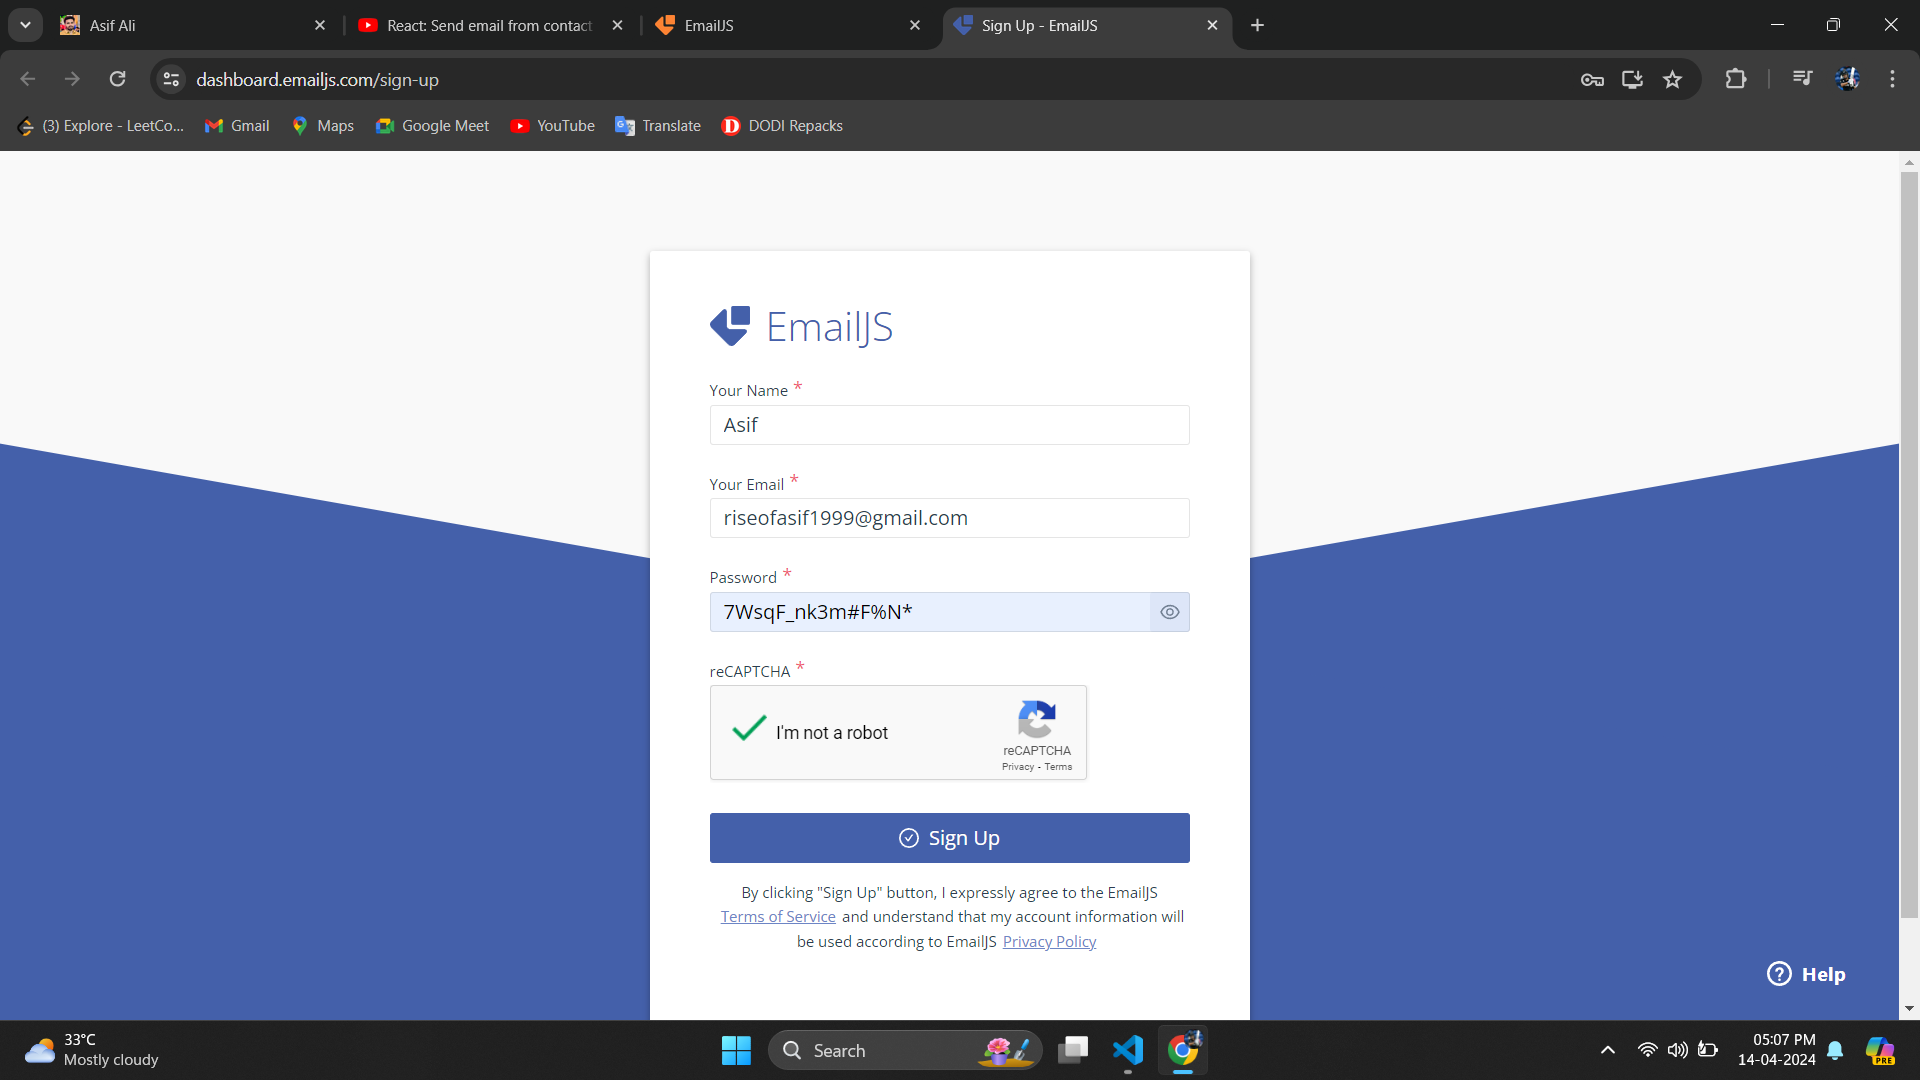 Asif Ali
React: Send email from contact
EmailJS
Sign Up - EmailJS
dashboard.emailjs.com/sign-up
(3) Explore - LeetCo...
Gmail
Maps
Google Meet
YouTube
Translate
DODI Repacks
EmailJS
Your Name *
Asif
Your Email *
riseofasif1999@gmail.com
Password *
7WsqF_nk3m#F%N*
reCAPTCHA *
I'm not a robot
reCAPTCHA
Privacy - Terms
Sign Up
By clicking "Sign Up" button, I expressly agree to the EmailJS
Terms of Service and understand that my account information will
be used according to EmailJS Privacy Policy
Help
33°C
Mostly cloudy
Search
05:07 PM
14-04-2024
PRE